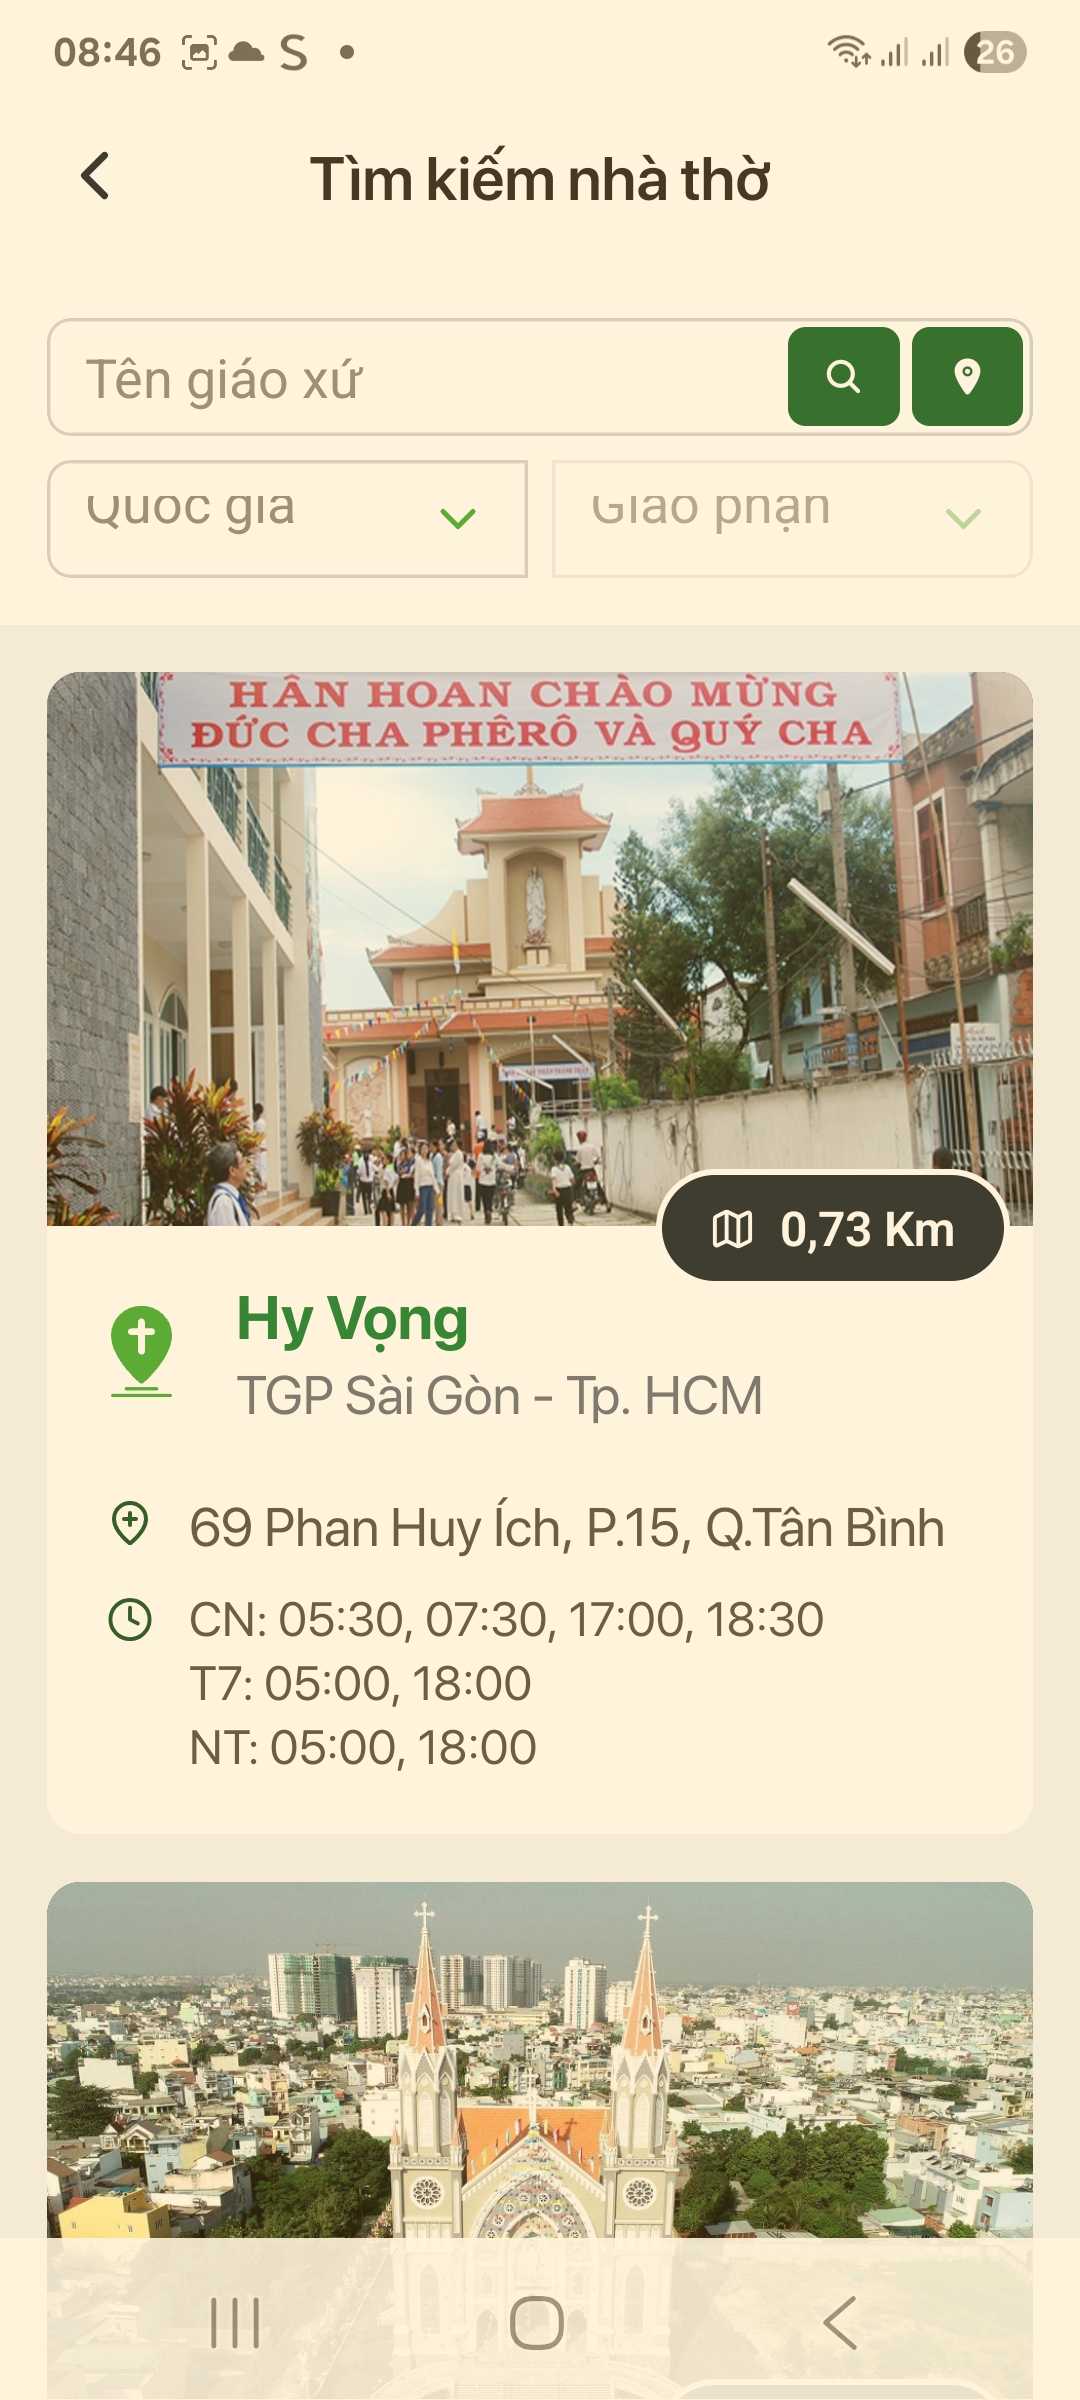 08:46
26
Tìm kiếm nhà thờ
Tên giáo xứ
Quốc gia
Giáo phận
HÂN HOAN CHÀO MỪNG
ĐỨC CHA PHÊRÔ VÀ QUÝ CHA
0,73 Km
Hy Vọng
TGP Sài Gòn - Tp. HCM
69 Phan Huy Ích, P.15, Q.Tân Bình
CN: 05:30, 07:30, 17:00, 18:30
T7: 05:00, 18:00
NT: 05:00, 18:00